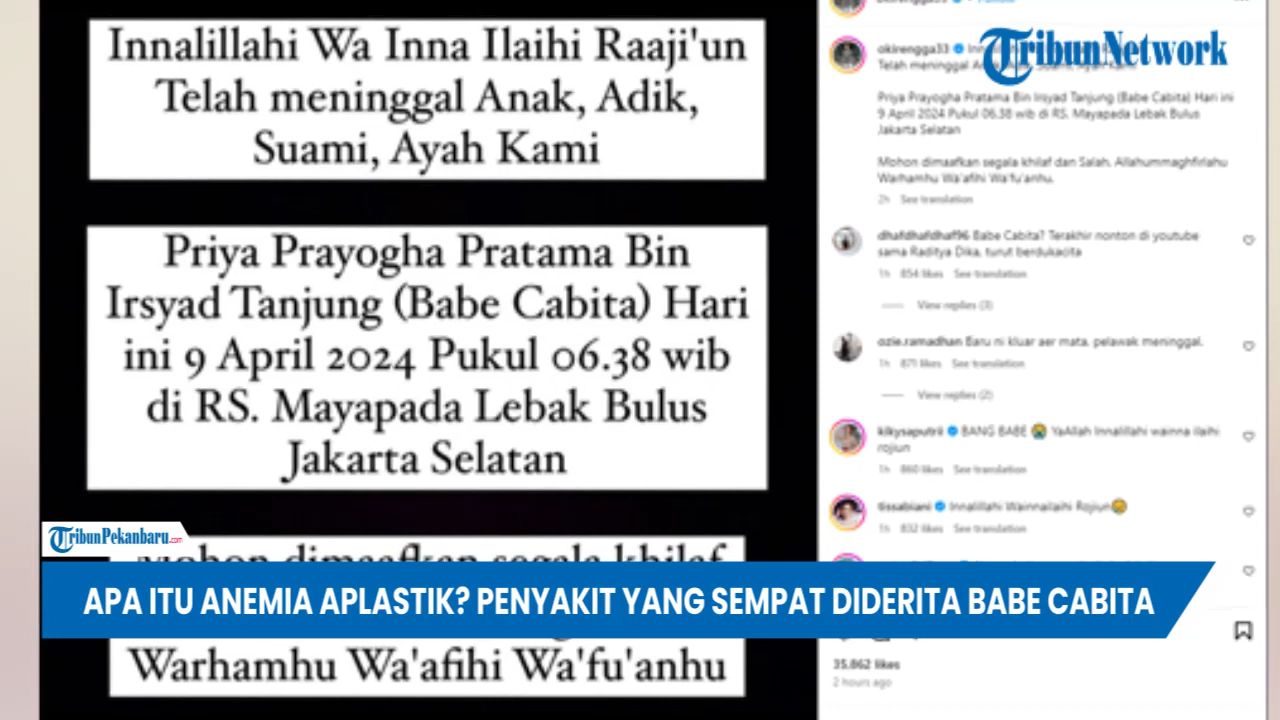 Innalillahi Wa Inna Ilaihi Raaji'un
Telah meninggal Anak, Adik,
Suami, Ayah Kami
Priya Prayogha Pratama Bin
Irsyad Tanjung (Babe Cabita) Hari
ini 9 April 2024 Pukul 06.38 wib
di RS. Mayapada Lebak Bulus
Jakarta Selatan
Mohon dimaafkan segala khilaf
Warhamhu Wa'afihi Wa'fu'anhu
TribunPekanbaru.com
APA ITU ANEMIA APLASTIK? PENYAKIT YANG SEMPAT DIDERITA BABE CABITA
TribunNetwork
okirengga33
Telah meninggal
Priya Prayogha Pratama Bin Irsyad Tanjung (Babe Cabita) Hari ini
9 April 2024 Pukul 06.38 wib di RS. Mayapada Lebak Bulus
Jakarta Selatan
Mohon dimaafkan segala khilaf dan Salah, Allahummaghfirlahu
Warhamhu Wa'afihi Wa'fu'anhu.
2h See translation
dhafdhafdhaf96 Babe Cabita? Terakhir nonton di youtube
sama Raditya Dika, turut berdukacita
1h 854 likes See translation
View replies (3)
ozie.ramadhan Baru ni kluar aer mata, pelawak meninggal.
1h 871 likes See translation
View replies (2)
kikysaputrii BANG BABE 😭 YaAllah Innalillahi wainna ilaihi
rojiun
1h 860 likes See translation
tissabiani Innalillahi Wainnailaihi Rojiun😭
1h 832 likes See translation
35.862 likes
2 hours ago